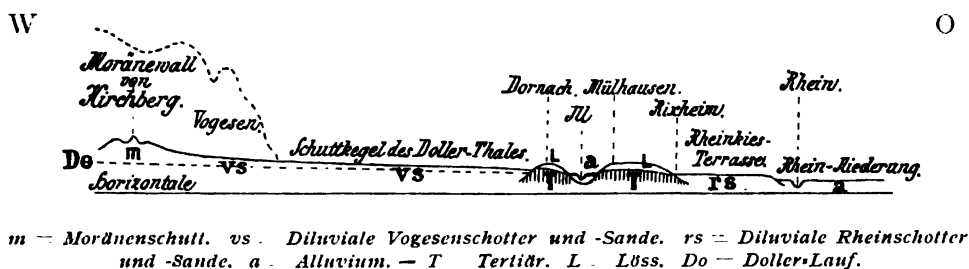 W O
Moränewall
von
Kirchberg.
Vogesen.
Dornach. Mülhausen.
Ill
Rixheim.
Rhein.
Schuttkegel des Doller-Thales.
Rheinkies-
Terrasse.
Rhein-Niederung.
Do m vs vs L T a L T rs a
Horizontale
m — Moränenschutt. vs . Diluviale Vogesenschotter und -Sande. rs = Diluviale Rheinschotter
und -Sande. a . Alluvium. — T Tertiär. L . Löss. Do = Doller-Lauf.